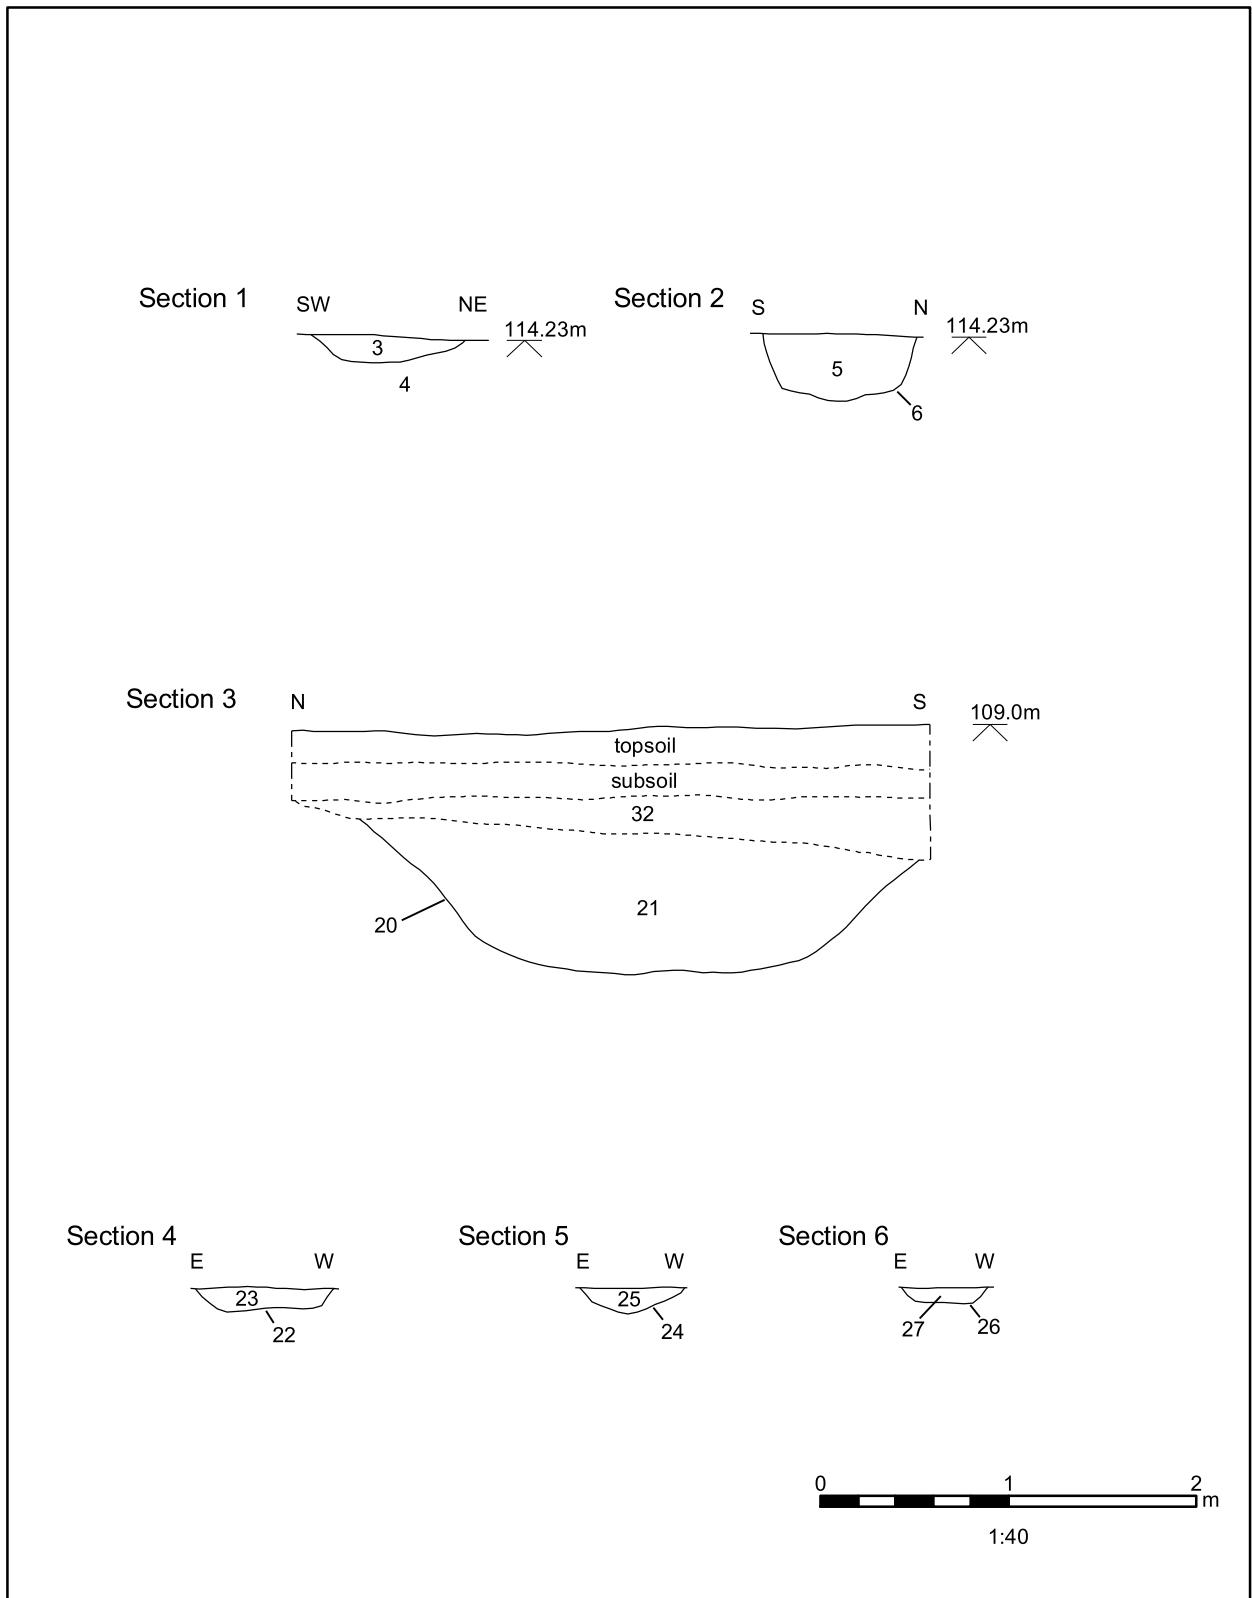 Section 1
SW
NE
114.23m
3
4
Section 2
S
N
114.23m
5
6
Section 3
N
S
109.0m
topsoil
subsoil
32
21
20
Section 4
E
W
23
22
Section 5
E
W
25
24
Section 6
E
W
27
26
0 1 2
m
1:40